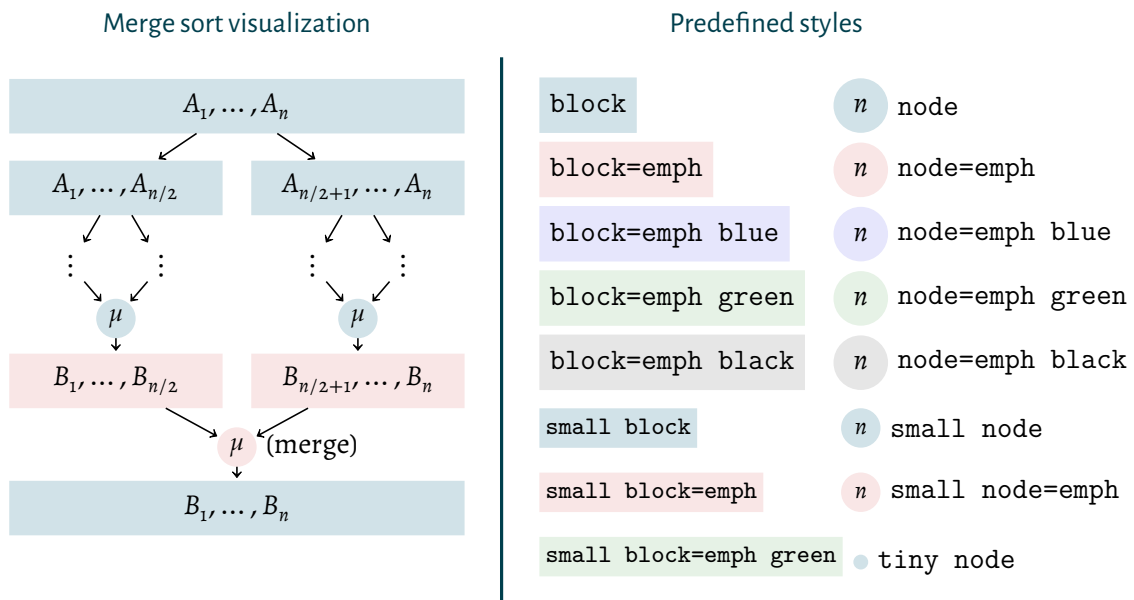 Merge sort visualization
A₁, … , Aₙ
A₁, … , Aₙ/₂
Aₙ/₂₊₁, … , Aₙ
⋮ ⋮ ⋮ ⋮
μ μ
B₁, … , Bₙ/₂
Bₙ/₂₊₁, … , Bₙ
μ (merge)
B₁, … , Bₙ
Predefined styles
block
n node
block=emph
n node=emph
block=emph blue
n node=emph blue
block=emph green
n node=emph green
block=emph black
n node=emph black
small block
n small node
small block=emph
n small node=emph
small block=emph green
tiny node